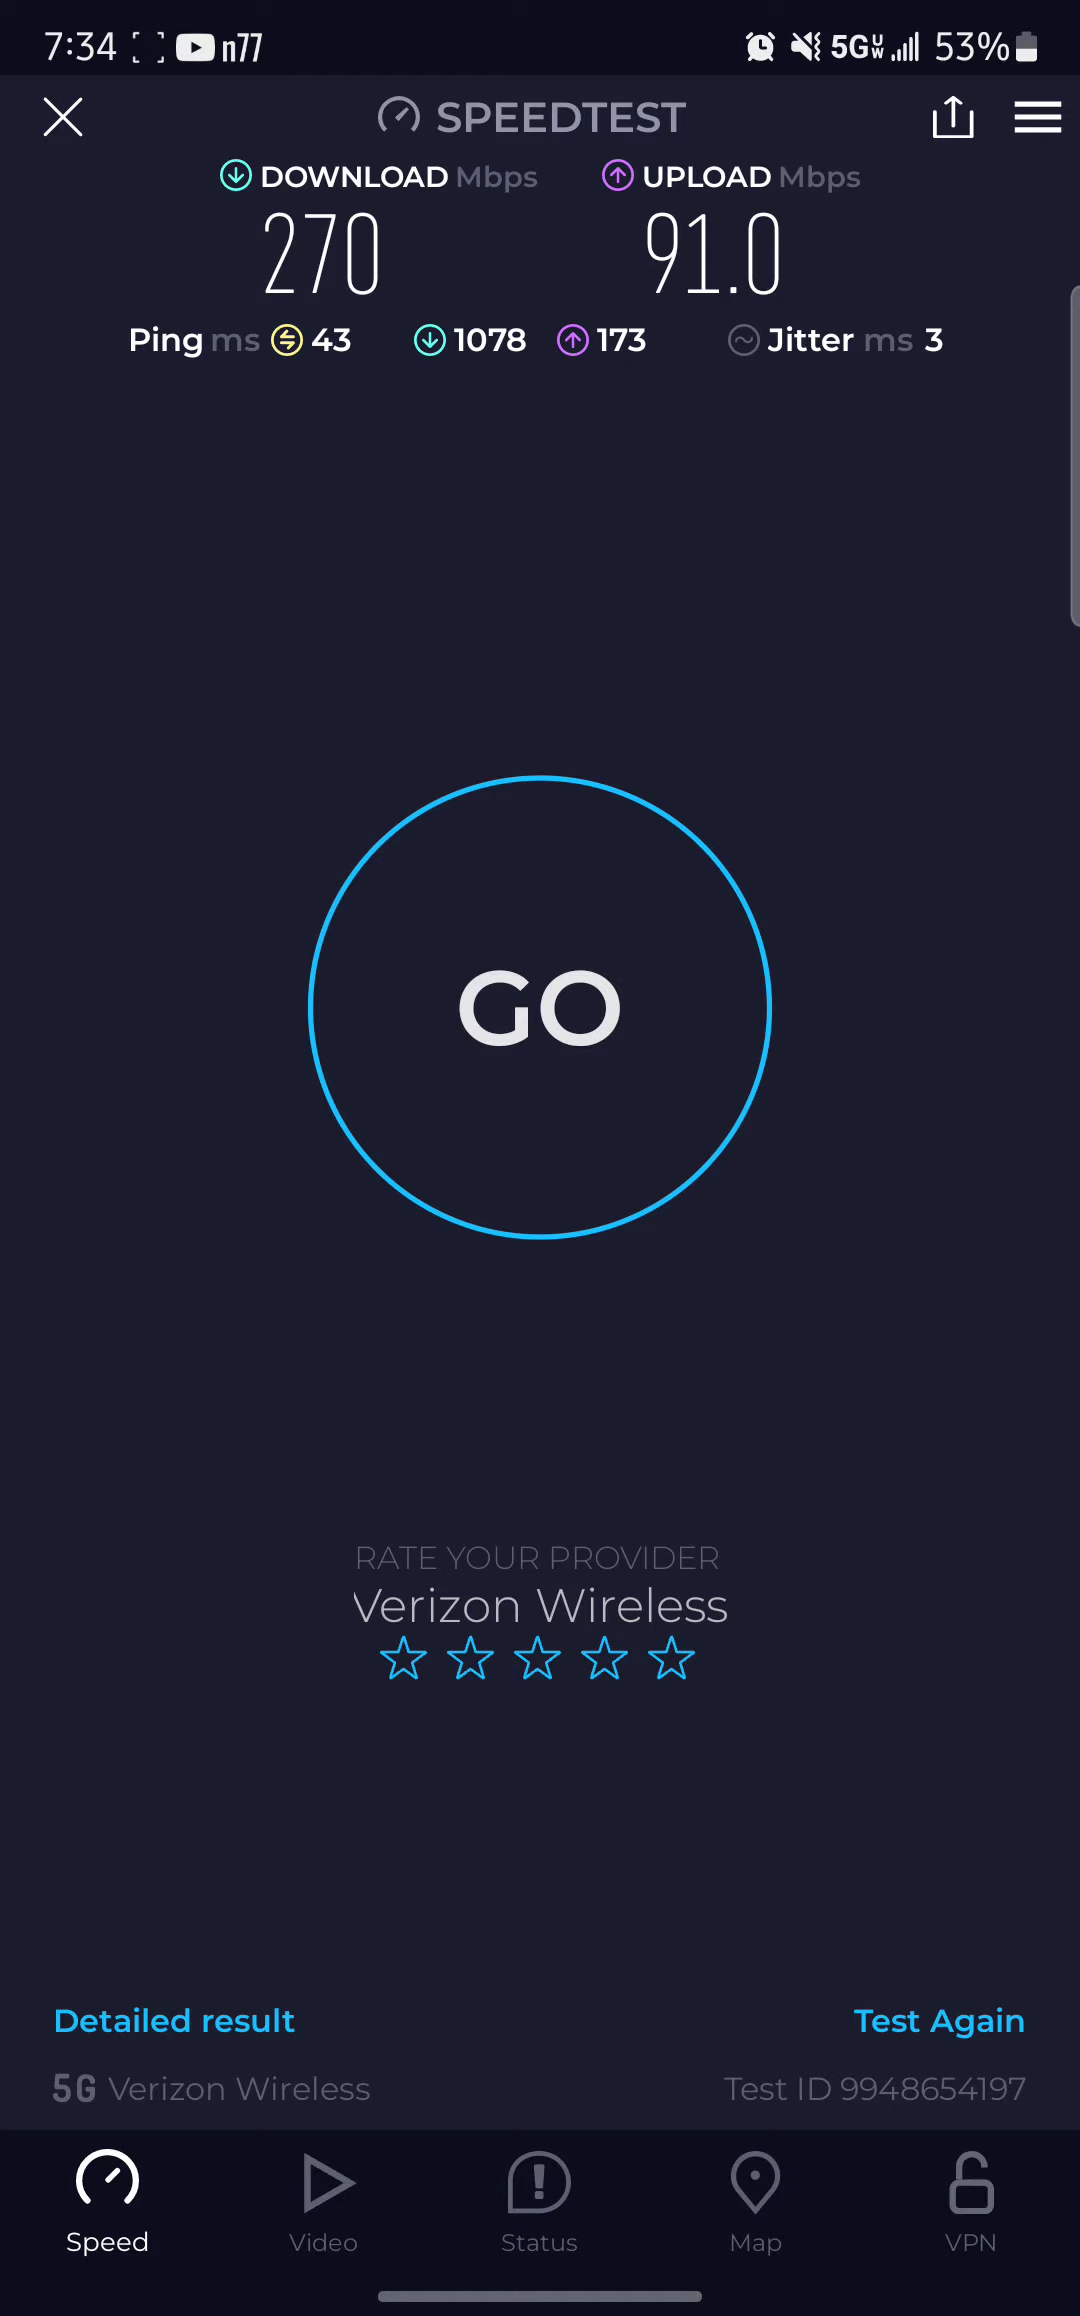 7:34 n77 5G UW 53%
SPEEDTEST
DOWNLOAD Mbps UPLOAD Mbps
270 91.0
Ping ms 43 1078 173 Jitter ms 3
GO
RATE YOUR PROVIDER
Verizon Wireless
Detailed result Test Again
5G Verizon Wireless Test ID 9948654197
Speed Video Status Map VPN